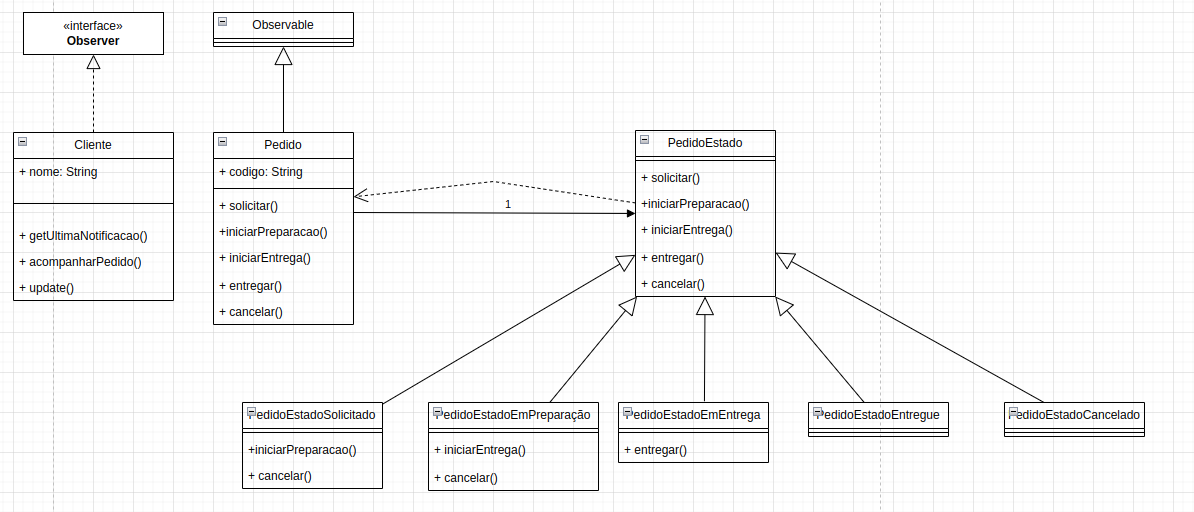 «interface»
Observer
Observable
Cliente
+ nome: String
+ getUltimaNotificacao()
+ acompanharPedido()
+ update()
Pedido
+ codigo: String
+ solicitar()
+iniciarPreparacao()
+ iniciarEntrega()
+ entregar()
+ cancelar()
1
PedidoEstado
+ solicitar()
+iniciarPreparacao()
+ iniciarEntrega()
+ entregar()
+ cancelar()
PedidoEstadoSolicitado
+iniciarPreparacao()
+ cancelar()
PedidoEstadoEmPreparação
+ iniciarEntrega()
+ cancelar()
PedidoEstadoEmEntrega
+ entregar()
PedidoEstadoEntregue
PedidoEstadoCancelado